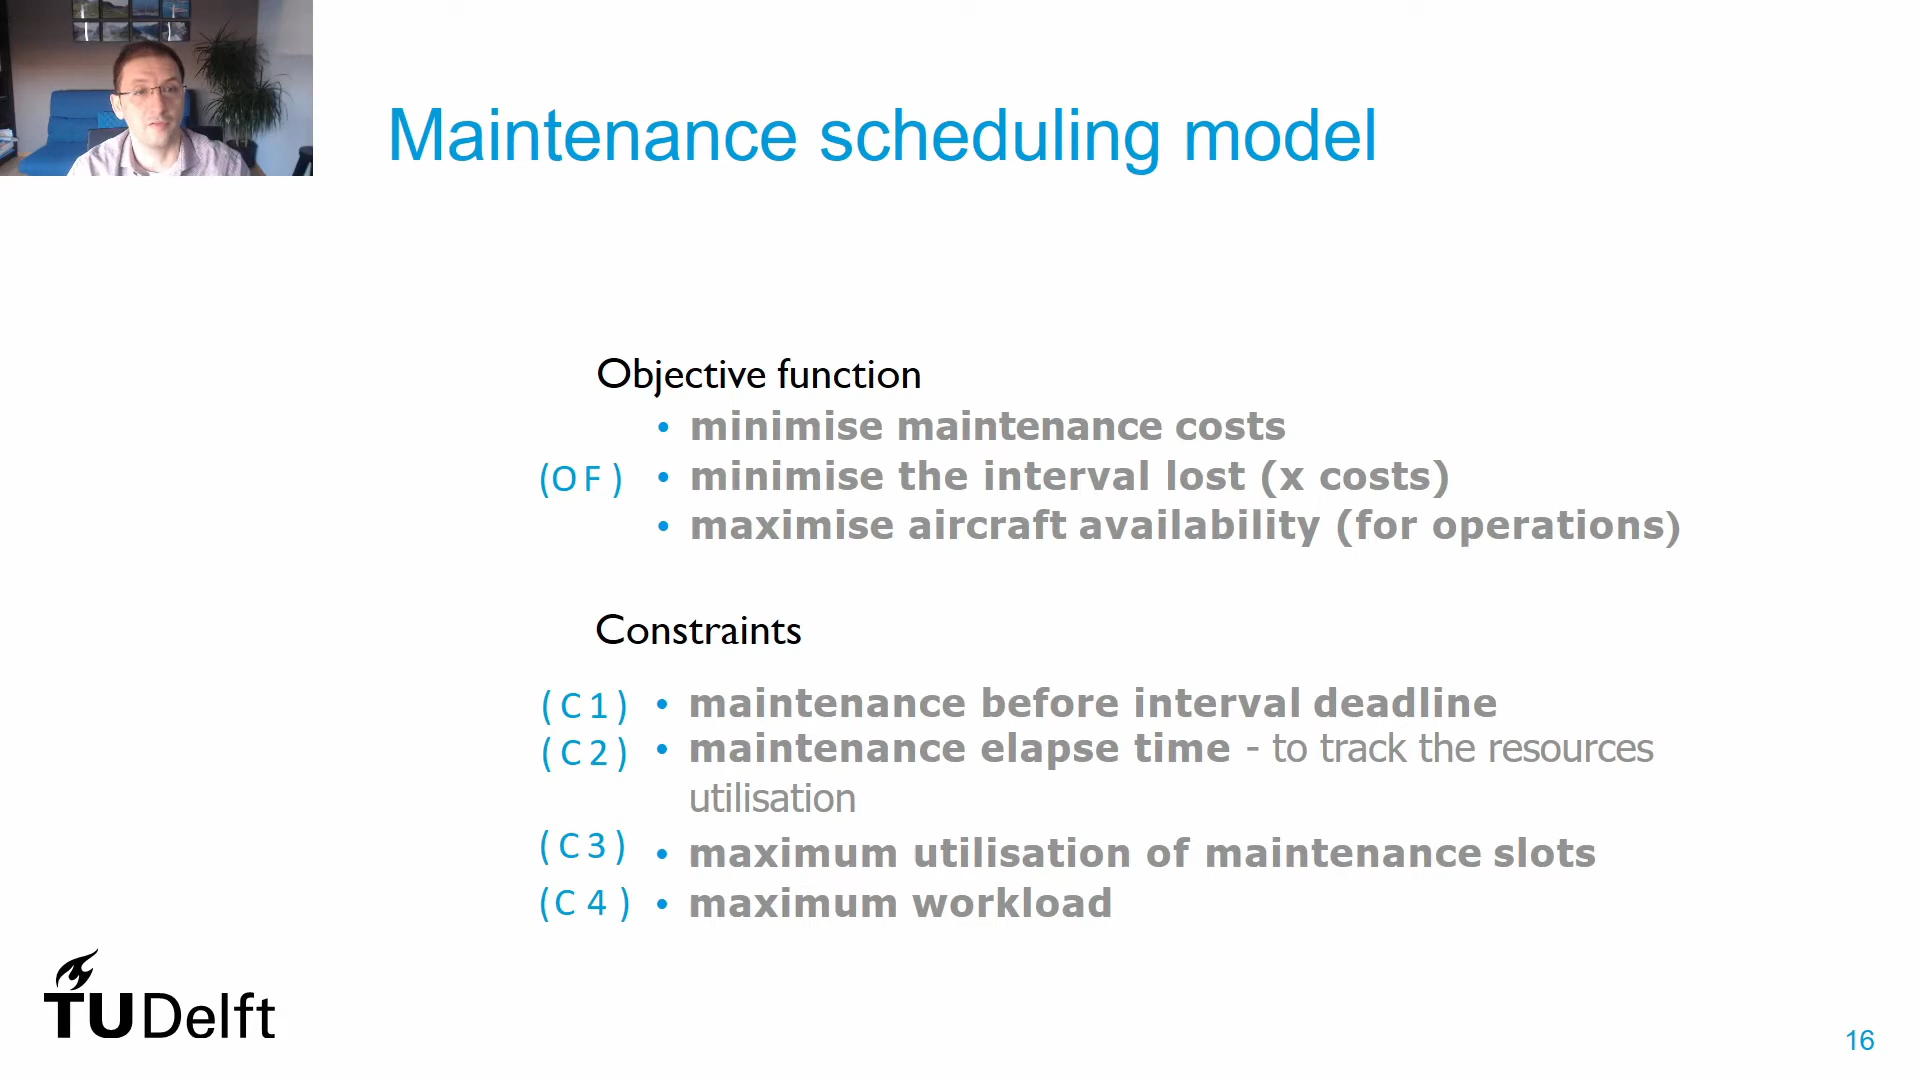 Maintenance scheduling model
Objective function
• minimise maintenance costs
(OF) • minimise the interval lost (x costs)
• maximise aircraft availability (for operations)
Constraints
(C1) • maintenance before interval deadline
(C2) • maintenance elapse time - to track the resources
utilisation
(C3) • maximum utilisation of maintenance slots
(C4) • maximum workload
TUDelft
16